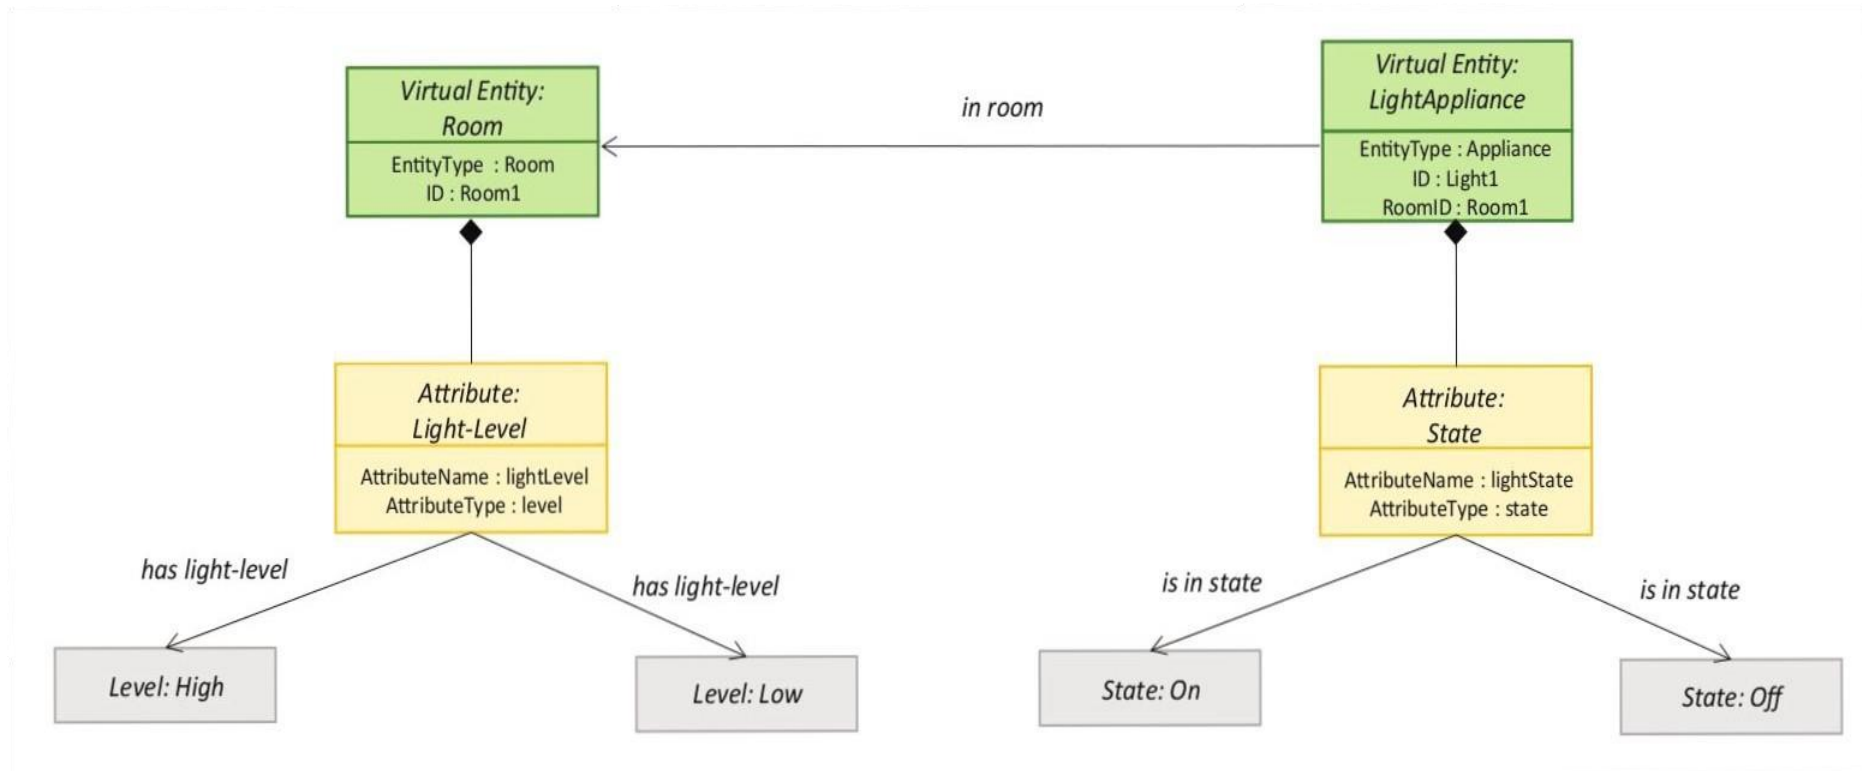 Virtual Entity:
Room
EntityType : Room
ID : Room1
in room
Virtual Entity:
LightAppliance
EntityType : Appliance
ID : Light1
RoomID : Room1
Attribute:
Light-Level
AttributeName : lightLevel
AttributeType : level
Attribute:
State
AttributeName : lightState
AttributeType : state
has light-level
has light-level
is in state
is in state
Level: High
Level: Low
State: On
State: Off